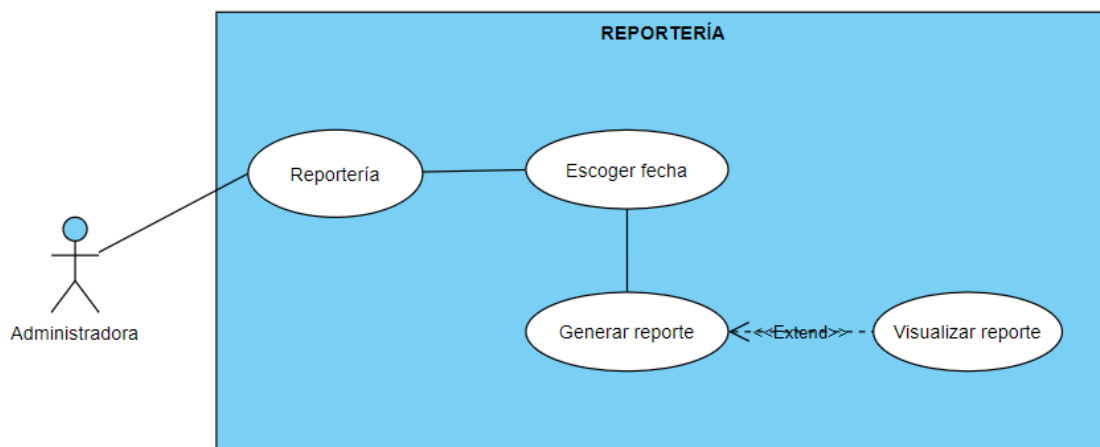 REPORTERÍA
Reportería
Escoger fecha
Administradora
Generar reporte
<<Extend>>
Visualizar reporte